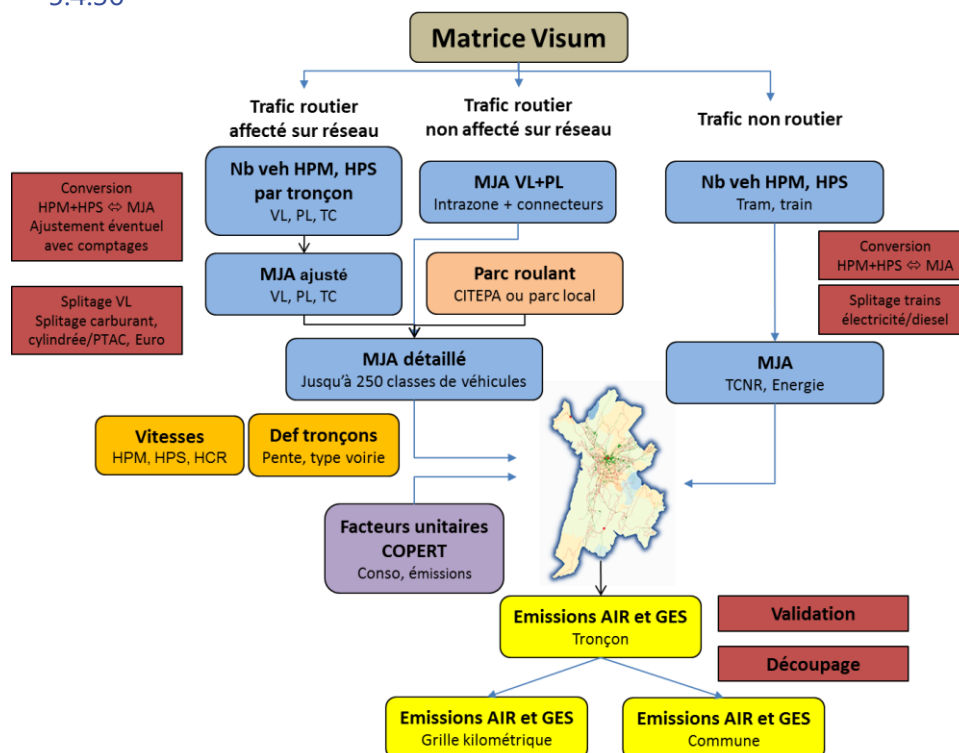 Matrice Visum
Trafic routier
affecté sur réseau
Trafic routier
non affecté sur réseau
Trafic non routier
Nb veh HPM, HPS
par tronçon
VL, PL, TC
MJA VL+PL
Intrazone + connecteurs
Nb veh HPM, HPS
Tram, train
Conversion
HPM+HPS ⇔ MJA
Ajustement éventuel
avec comptages
MJA ajusté
VL, PL, TC
Parc roulant
CITEPA ou parc local
Conversion
HPM+HPS ⇔ MJA
Splitage VL
Splitage carburant,
cylindrée/PTAC, Euro
Splitage trains
électricité/diesel
MJA détaillé
Jusqu'à 250 classes de véhicules
MJA
TCNR, Energie
Vitesses
HPM, HPS, HCR
Def tronçons
Pente, type voirie
Facteurs unitaires
COPERT
Conso, émissions
Emissions AIR et GES
Tronçon
Validation
Découpage
Emissions AIR et GES
Grille kilométrique
Emissions AIR et GES
Commune